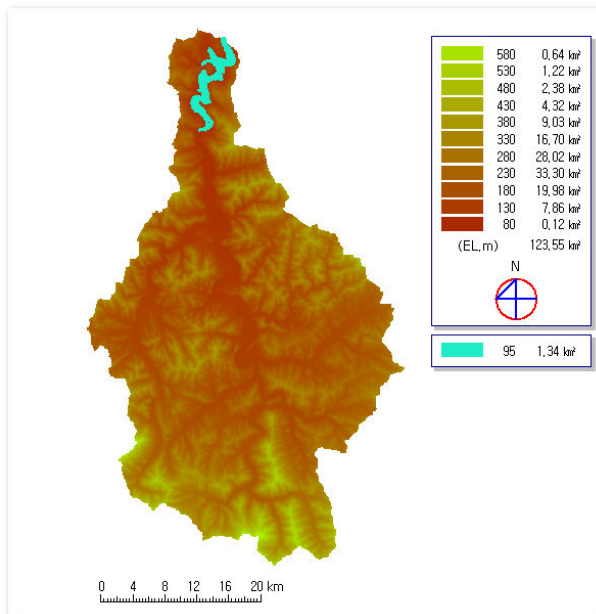 580 0,64 km²
530 1,22 km²
480 2,38 km²
430 4,32 km²
380 9,03 km²
330 16,70 km²
280 28,02 km²
230 33,30 km²
180 19,98 km²
130 7,86 km²
80 0,12 km²
(EL,m) 123,55 km²
N
95 1,34 km²
0 4 8 12 16 20 km